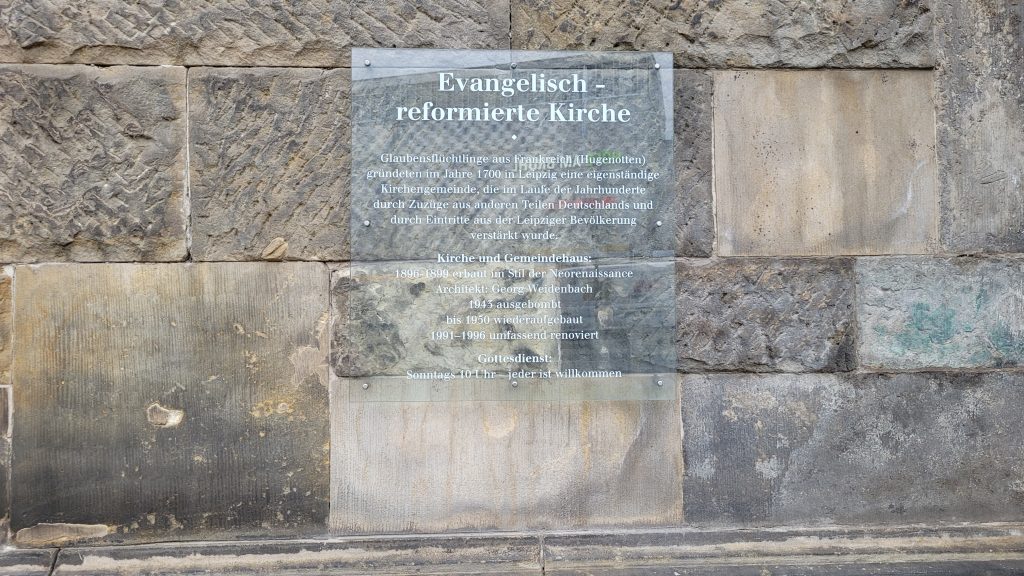 Evangelisch -
reformierte Kirche
Glaubensflüchtlinge aus Frankreich (Hugenotten)
gründeten im Jahre 1700 in Leipzig eine eigenständige
Kirchengemeinde, die im Laufe der Jahrhunderte
durch Zuzüge aus anderen Teilen Deutschlands und
durch Eintritte aus der Leipziger Bevölkerung
verstärkt wurde.
Kirche und Gemeindehaus:
1896–1899 erbaut im Stil der Neorenaissance
Architekt: Georg Weidenbach
1943 ausgebombt
bis 1950 wiederaufgebaut
1991–1996 umfassend renoviert
Gottesdienst:
Sonntags 10 Uhr – jeder ist willkommen